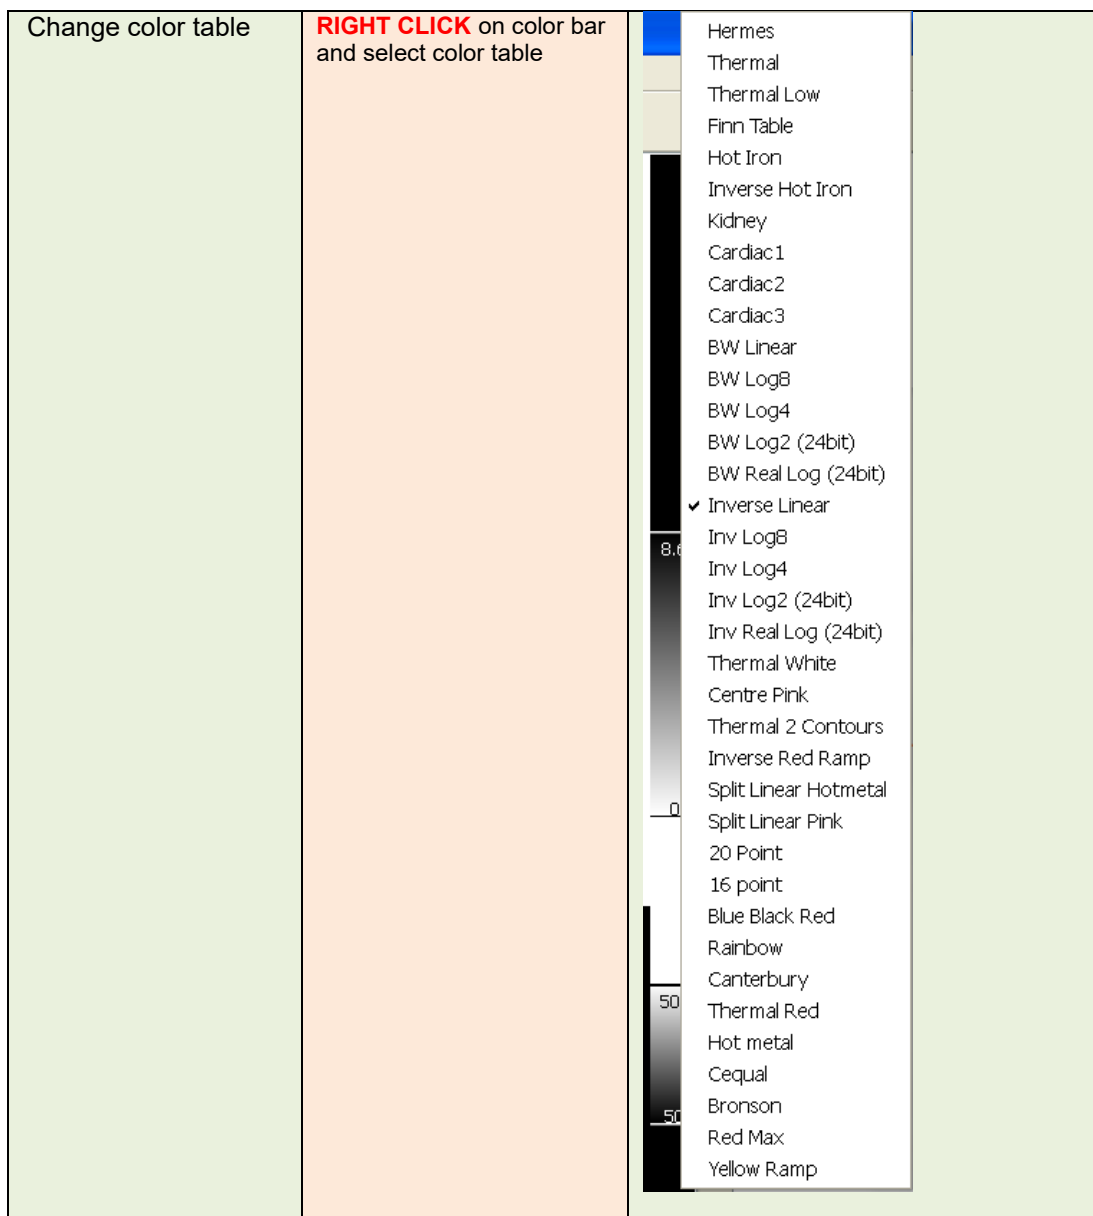 Change color table
RIGHT CLICK on color bar
and select color table
Hermes
Thermal
Thermal Low
Finn Table
Hot Iron
Inverse Hot Iron
Kidney
Cardiac1
Cardiac2
Cardiac3
BW Linear
BW Log8
BW Log4
BW Log2 (24bit)
BW Real Log (24bit)
✓ Inverse Linear
Inv Log8
Inv Log4
Inv Log2 (24bit)
Inv Real Log (24bit)
Thermal White
Centre Pink
Thermal 2 Contours
Inverse Red Ramp
Split Linear Hotmetal
Split Linear Pink
20 Point
16 point
Blue Black Red
Rainbow
Canterbury
Thermal Red
Hot metal
Cequal
Bronson
Red Max
Yellow Ramp
0
50
50